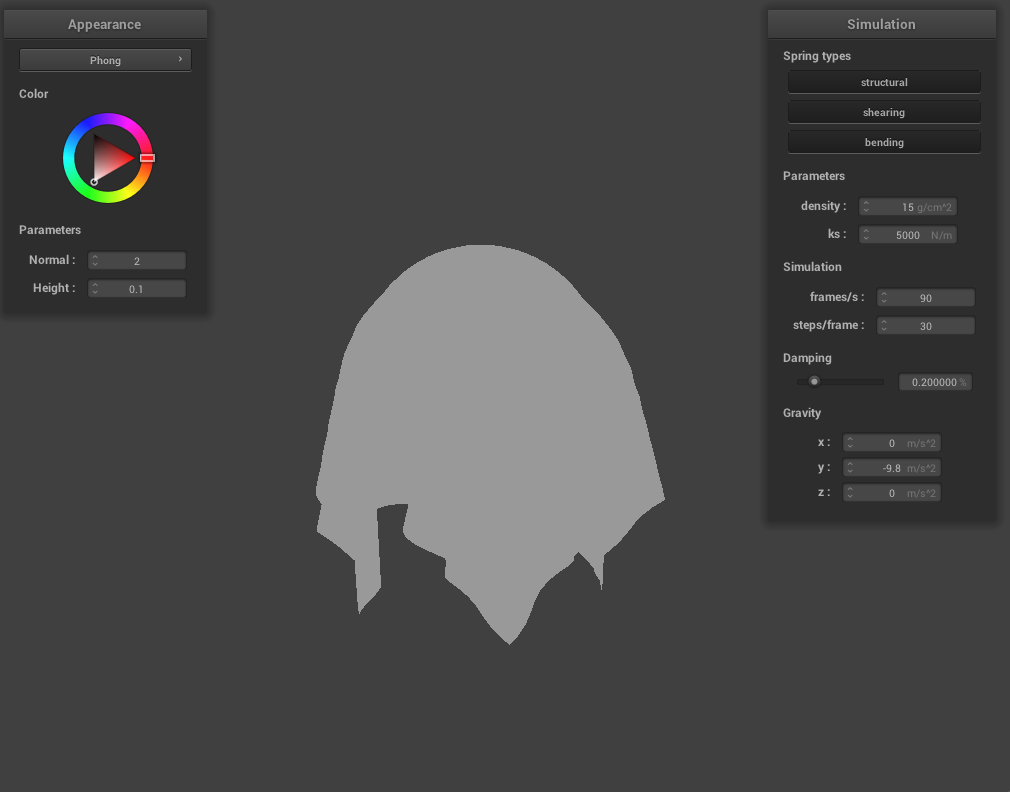 Appearance
Phong
Color
Parameters
Normal : 2
Height : 0.1
Simulation
Spring types
structural
shearing
bending
Parameters
density : 15 g/cm^2
ks : 5000 N/m
Simulation
frames/s : 90
steps/frame : 30
Damping
0.200000 %
Gravity
x : 0 m/s^2
y : -9.8 m/s^2
z : 0 m/s^2